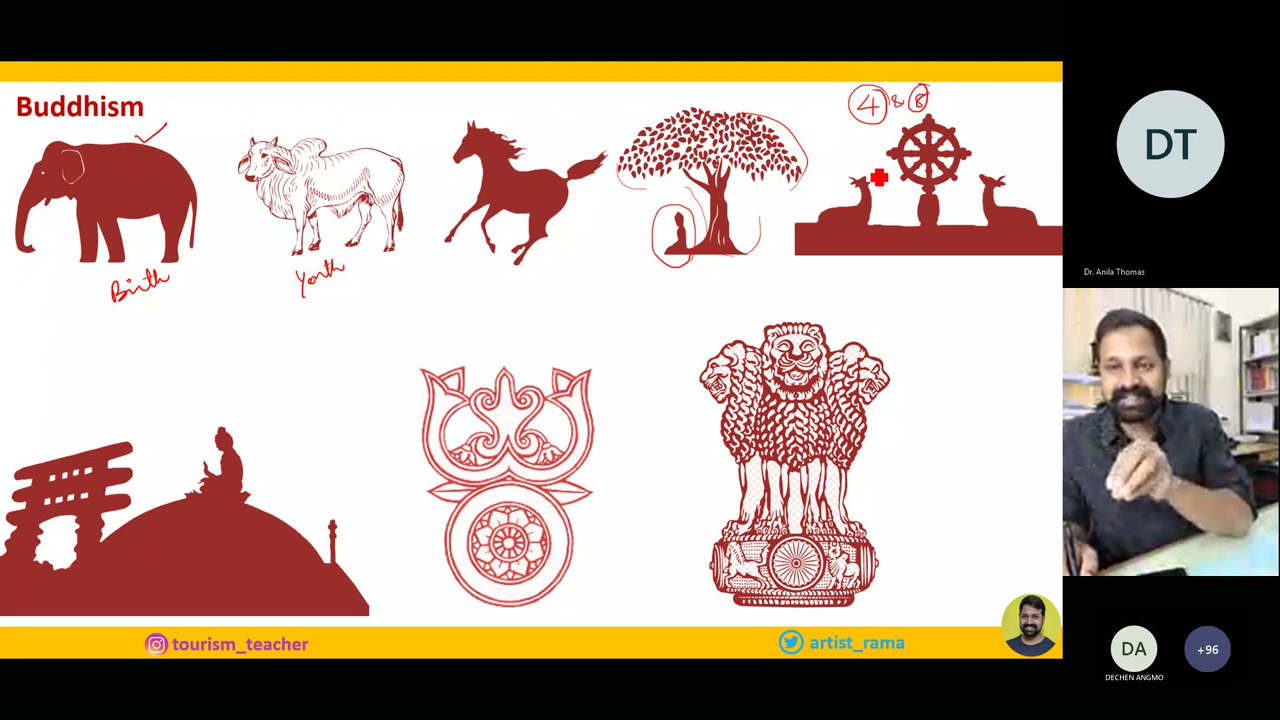 Buddhism
4 & 8
Birth
Youth
tourism_teacher
artist_rama
DT
Dr. Anila Thomas
DA
DECHEN ANGMO
+96